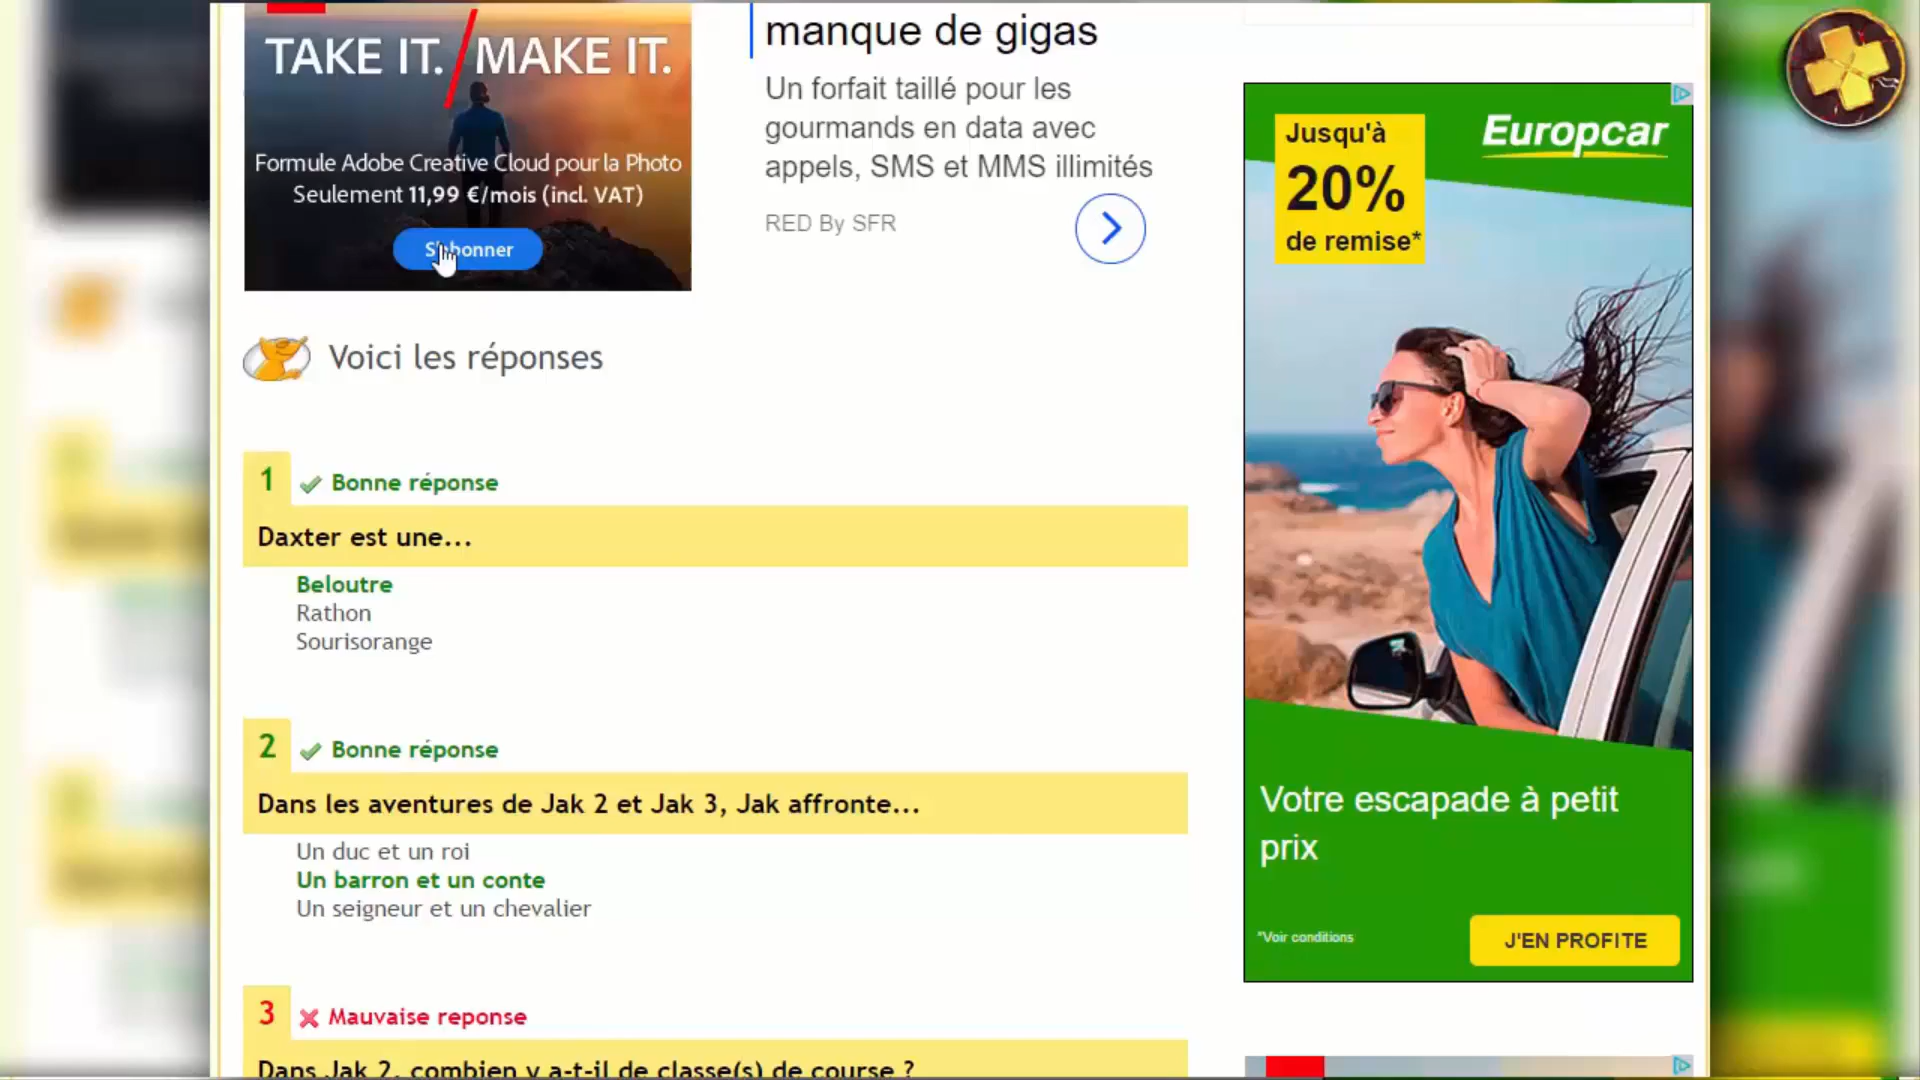 TAKE IT. / MAKE IT.
Formule Adobe Creative Cloud pour la Photo
Seulement 11,99 €/mois (incl. VAT)
S'abonner
manque de gigas
Un forfait taillé pour les
gourmands en data avec
appels, SMS et MMS illimités
RED By SFR
Voici les réponses
1 Bonne réponse
Daxter est une...
Beloutre
Rathon
Sourisorange
2 Bonne réponse
Dans les aventures de Jak 2 et Jak 3, Jak affronte...
Un duc et un roi
Un barron et un conte
Un seigneur et un chevalier
3 Mauvaise reponse
Dans Jak 2, combien y a-t-il de classe(s) de course ?
Jusqu'à
20%
de remise*
Europcar
Votre escapade à petit
prix
*Voir conditions
J'EN PROFITE